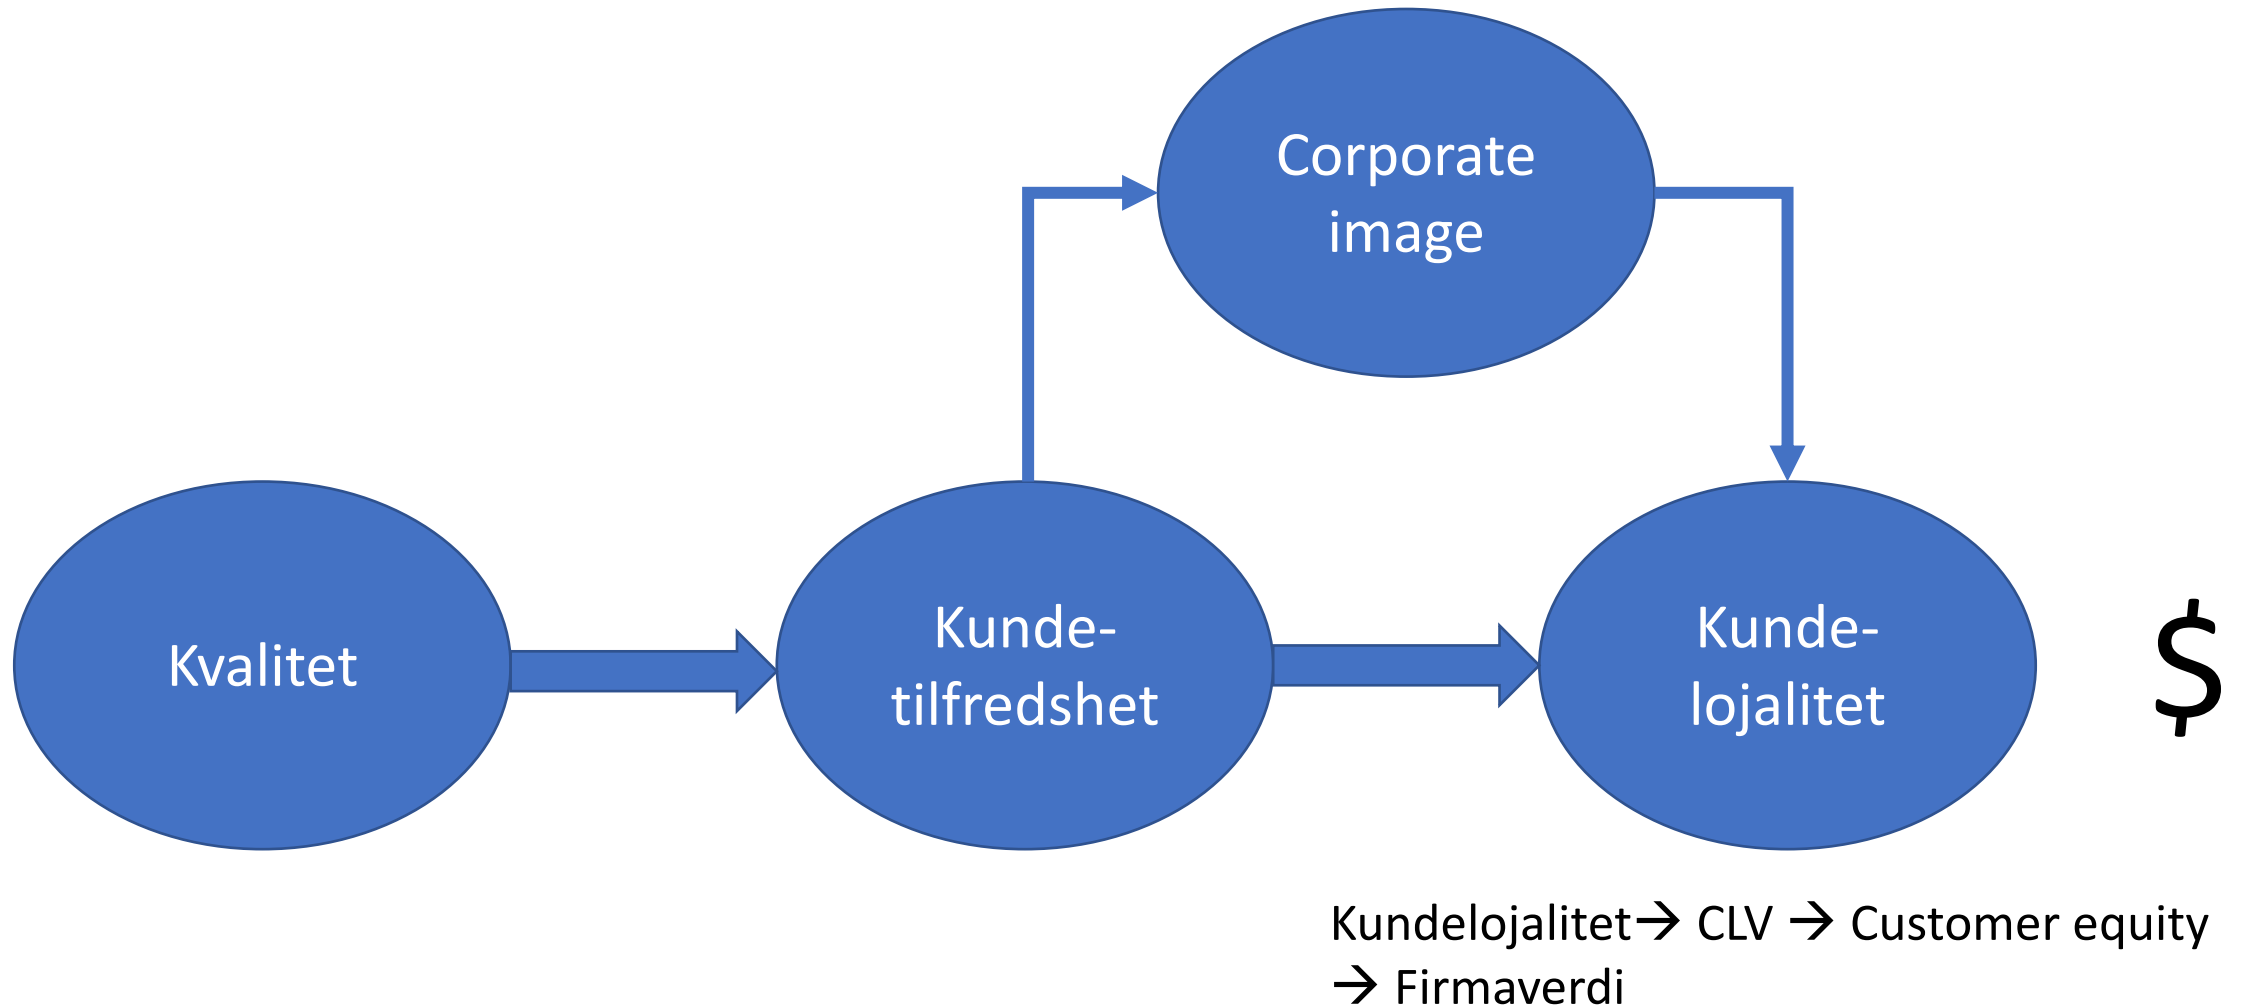 Corporate
image
Kvalitet
Kunde-
tilfredshet
Kunde-
lojalitet
$
Kundelojalitet→ CLV → Customer equity
→ Firmaverdi